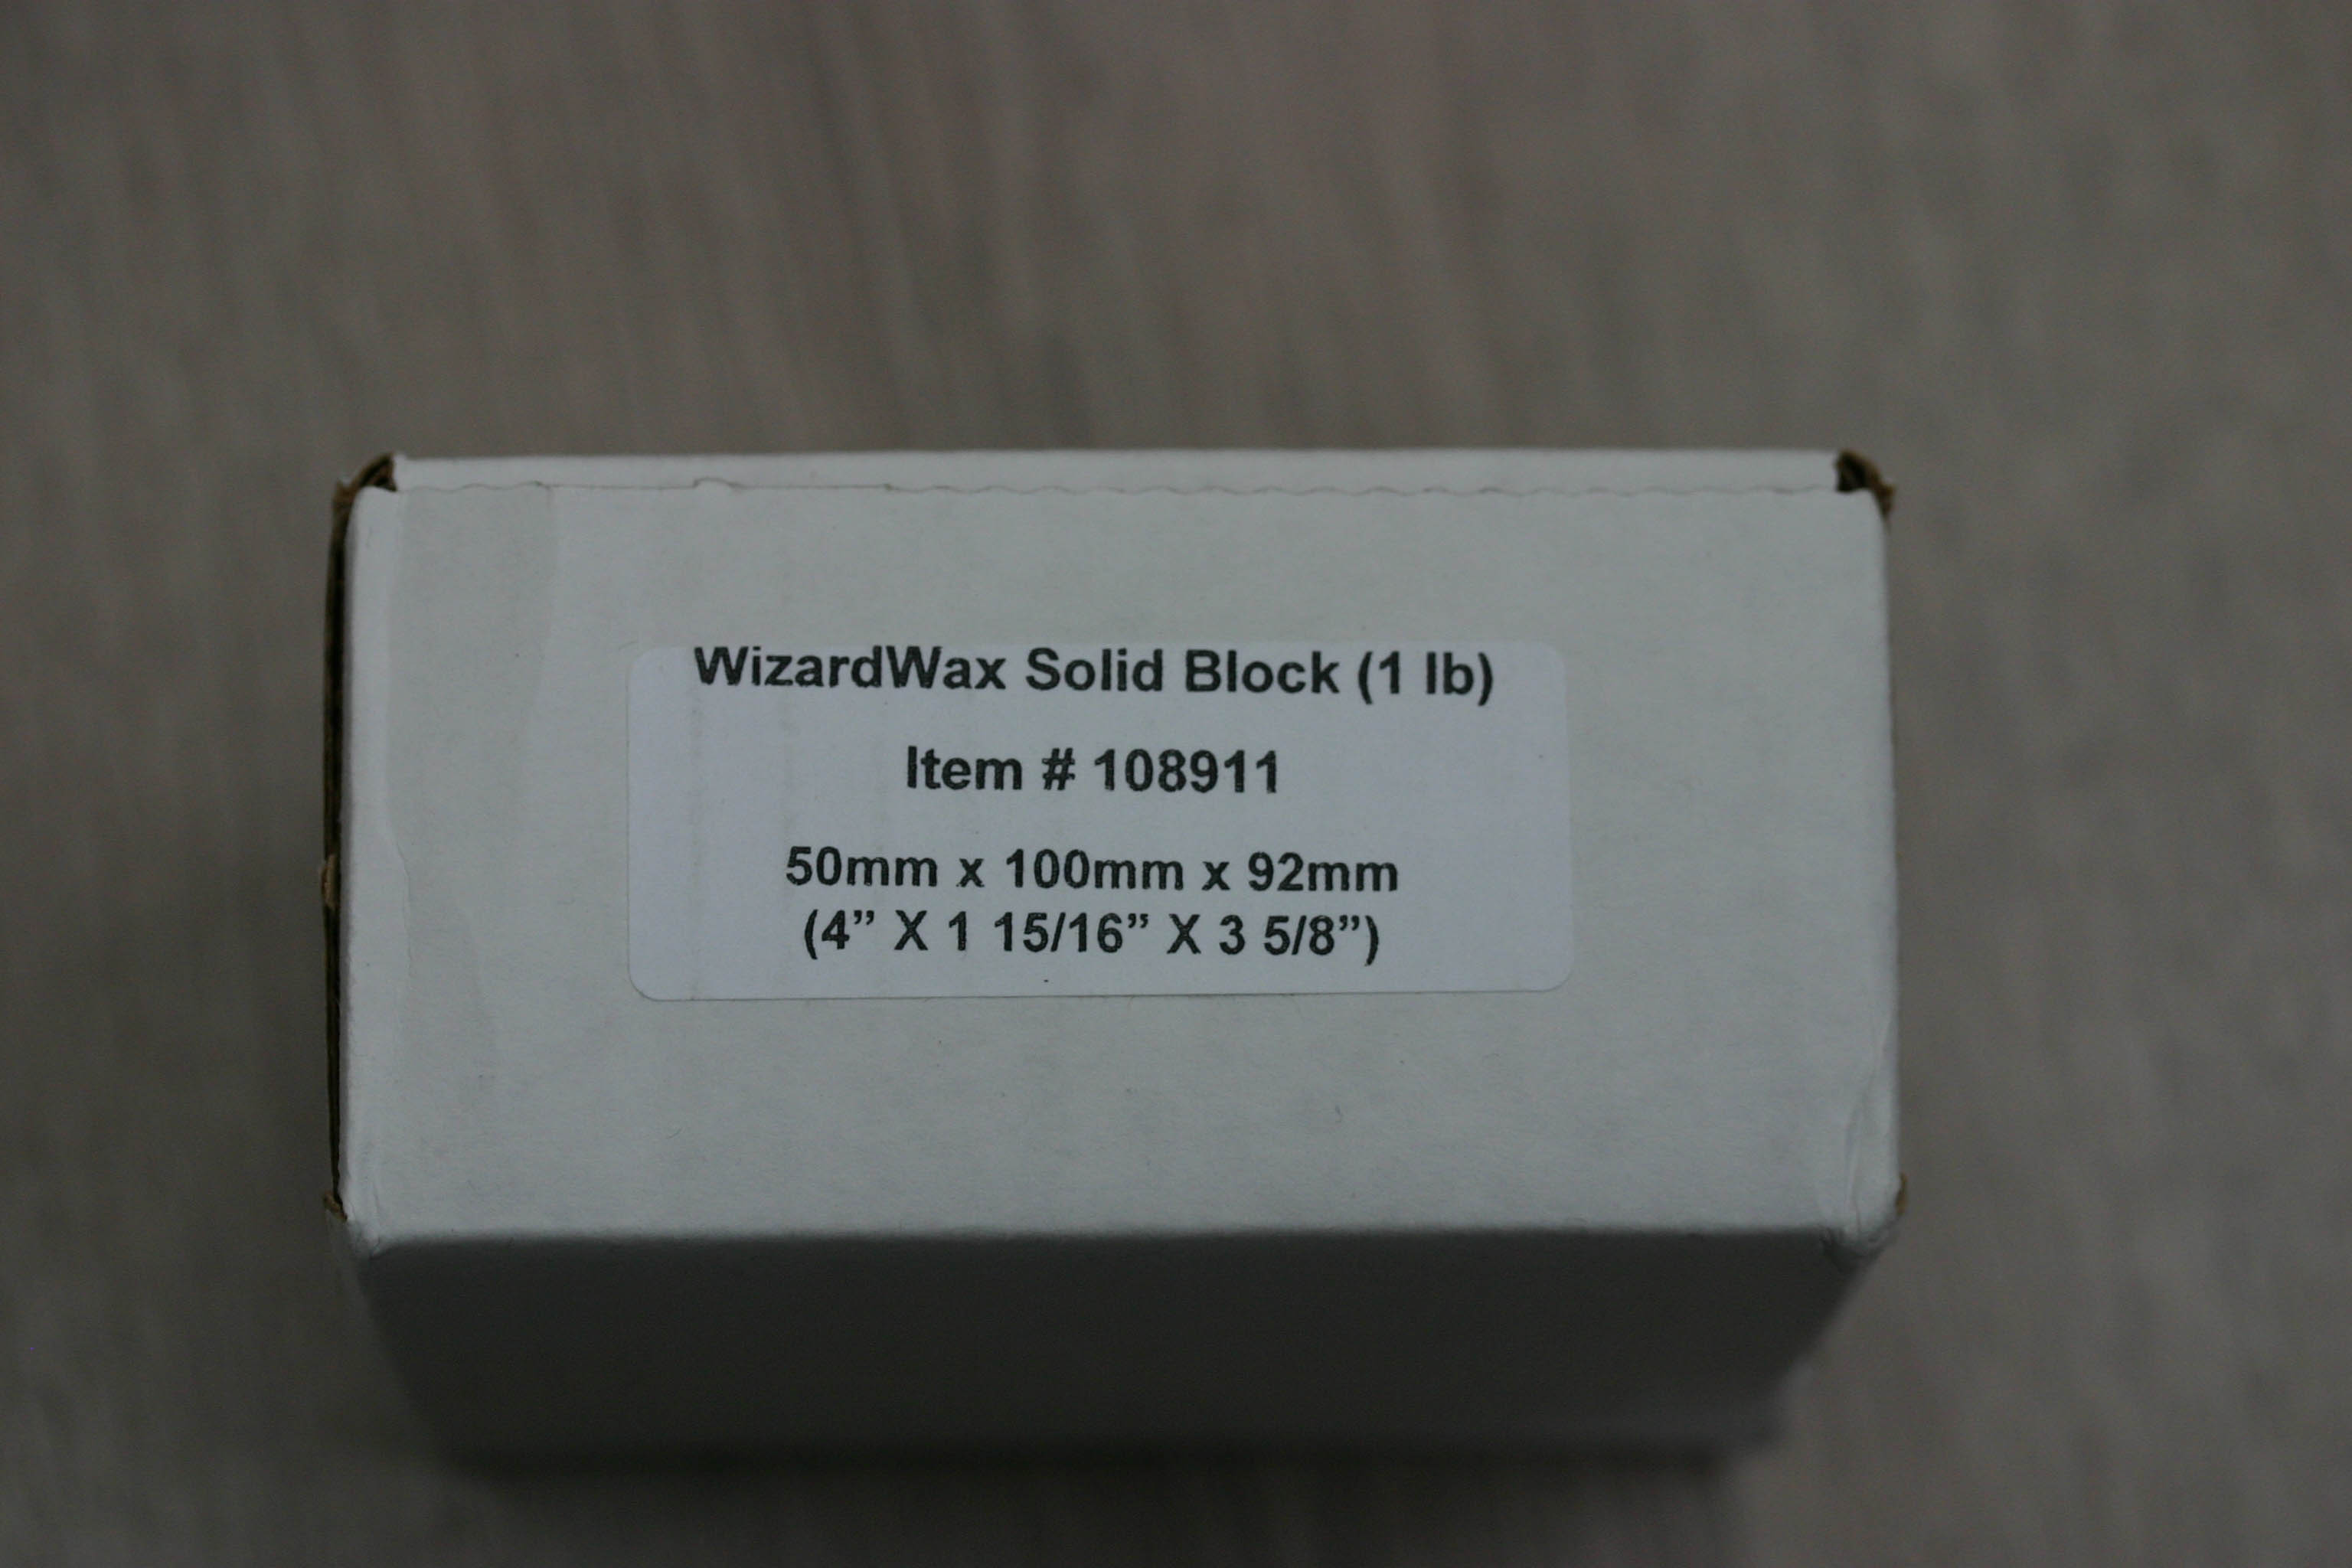 WizardWax Solid Block (1 lb)
Item # 108911
50mm x 100mm x 92mm
(4” X 1 15/16” X 3 5/8”)